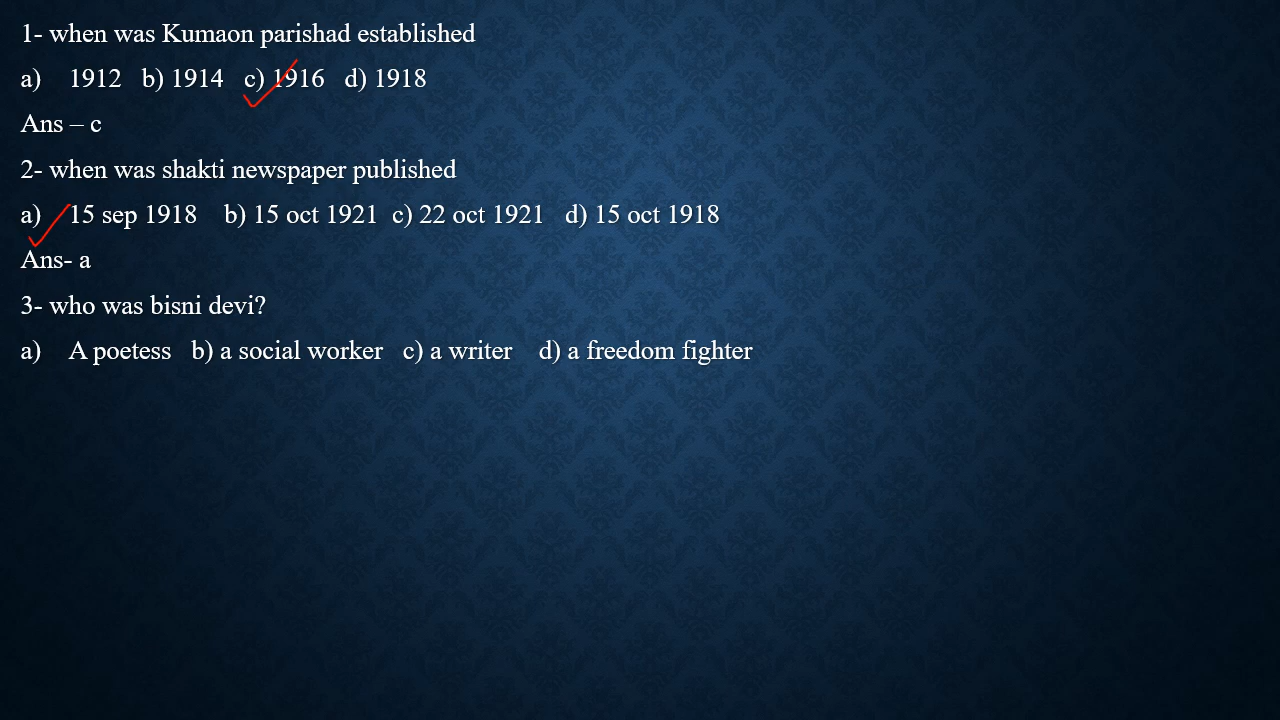 1- when was Kumaon parishad established
a) 1912 b) 1914 c) 1916 d) 1918
Ans – c
2- when was shakti newspaper published
a) 15 sep 1918 b) 15 oct 1921 c) 22 oct 1921 d) 15 oct 1918
Ans- a
3- who was bisni devi?
a) A poetess b) a social worker c) a writer d) a freedom fighter